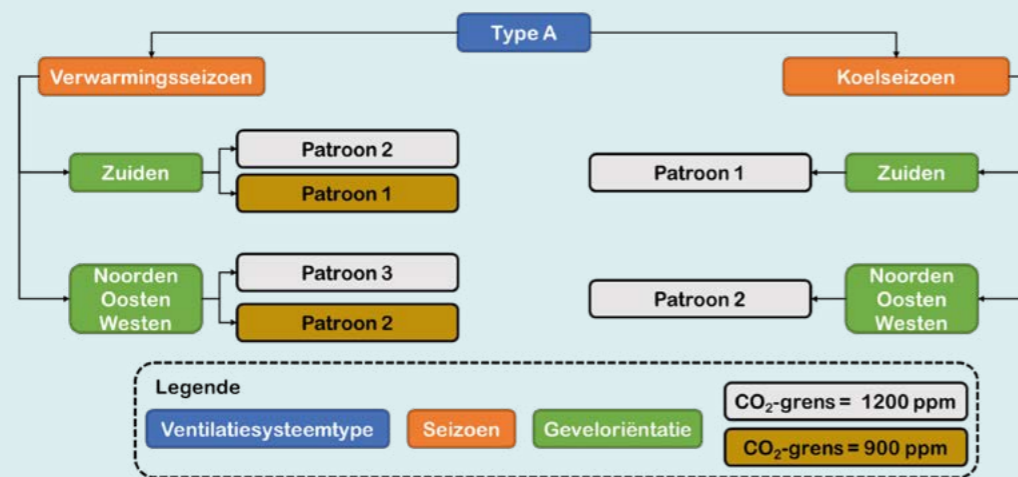 Type A
Verwarmingsseizoen
Koelseizoen
Zuiden
Patroon 2
Patroon 1
Patroon 1
Zuiden
Noorden
Oosten
Westen
Patroon 3
Patroon 2
Patroon 2
Noorden
Oosten
Westen
Legende
Ventilatiesysteemtype
Seizoen
Geveloriëntatie
CO₂-grens = 1200 ppm
CO₂-grens = 900 ppm